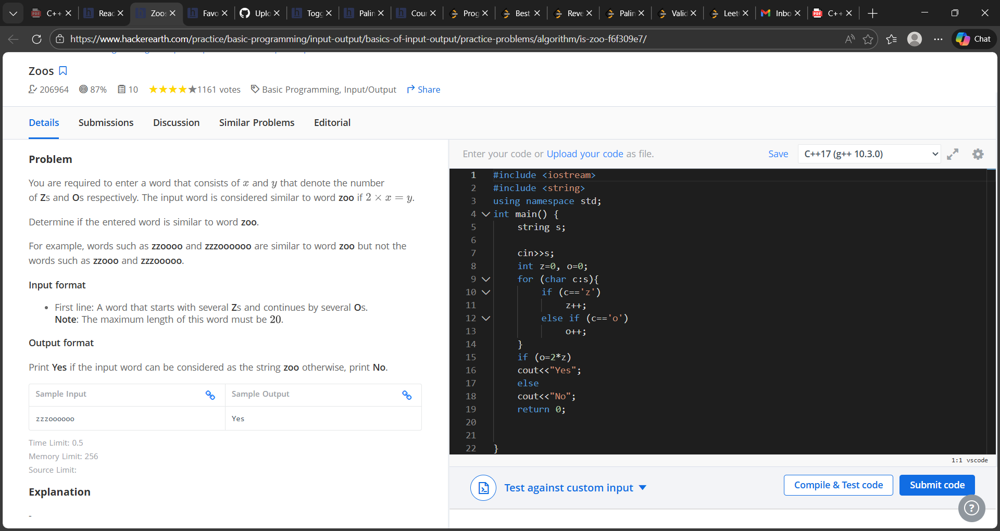 C++
Reac
Zoos
Favo
Uplo
Togg
Palin
Cour
Prog
Best
Reve
Palin
Valid
Leet
Inbo
C++
https://www.hackerearth.com/practice/basic-programming/input-output/basics-of-input-output/practice-problems/algorithm/is-zoo-f6f309e7/
Chat
Zoos
206964 87% 10 ★★★★★1161 votes Basic Programming, Input/Output Share
Details Submissions Discussion Similar Problems Editorial
Problem
You are required to enter a word that consists of x and y that denote the number
of Zs and Os respectively. The input word is considered similar to word zoo if 2 × x = y.
Determine if the entered word is similar to word zoo.
For example, words such as zzoooo and zzzoooooo are similar to word zoo but not the
words such as zzooo and zzzooooo.
Input format
• First line: A word that starts with several Zs and continues by several Os.
Note: The maximum length of this word must be 20.
Output format
Print Yes if the input word can be considered as the string zoo otherwise, print No.
Sample Input Sample Output
zzzoooooo Yes
Time Limit: 0.5
Memory Limit: 256
Source Limit:
Explanation
-
Enter your code or Upload your code as file. Save C++17 (g++ 10.3.0)
1 #include <iostream>
2 #include <string>
3 using namespace std;
4 int main() {
5 string s;
6
7 cin>>s;
8 int z=0, o=0;
9 for (char c:s){
10 if (c=='z')
11 z++;
12 else if (c=='o')
13 o++;
14 }
15 if (o=2*z)
16 cout<<"Yes";
17 else
18 cout<<"No";
19 return 0;
20
21
22 }
1:1 vscode
Test against custom input Compile & Test code Submit code
?